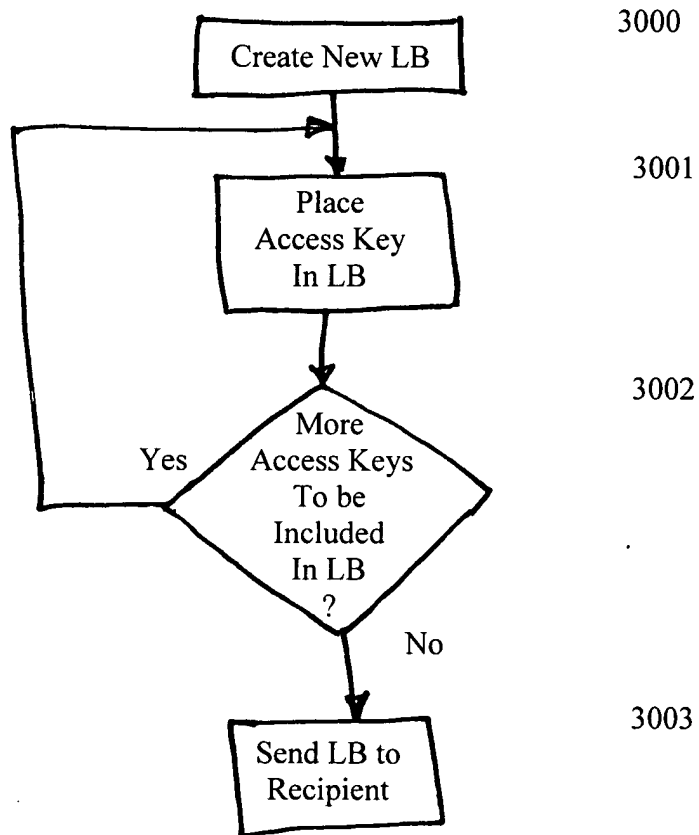 3000
Create New LB
3001
Place
Access Key
In LB
3002
More
Access Keys
To be
Included
In LB
?
Yes
No
3003
Send LB to
Recipient